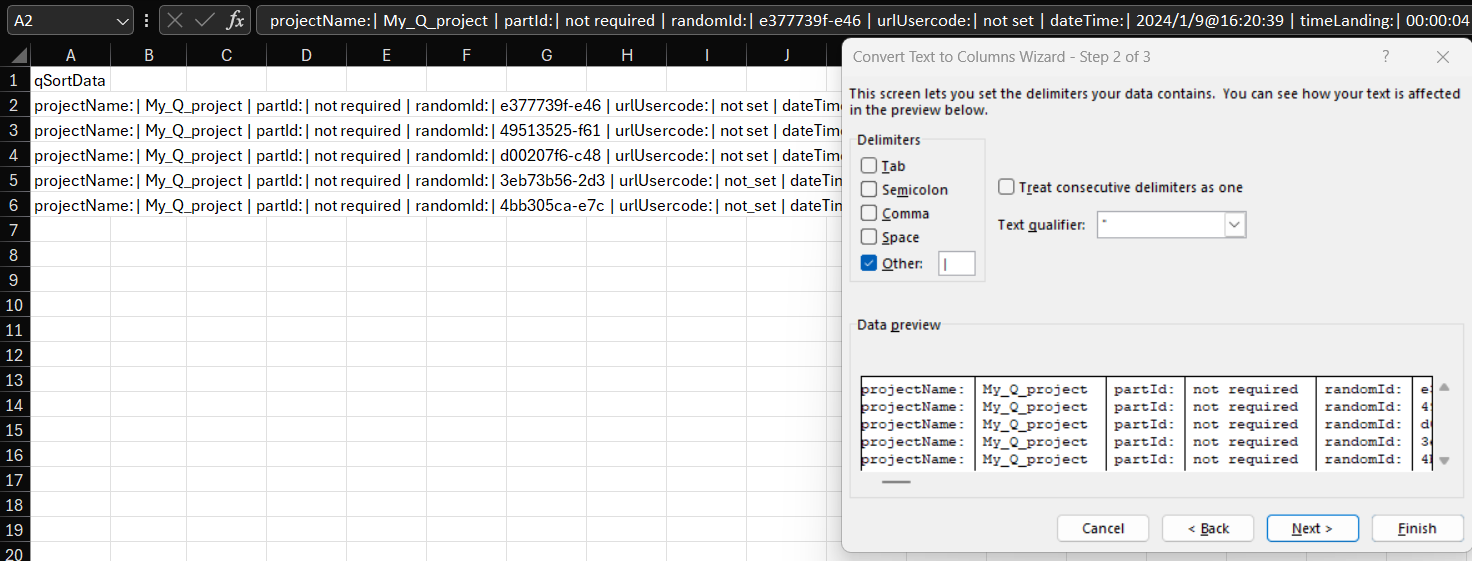 A2 fx projectName:| My_Q_project | partId:| not required | randomId:| e377739f-e46 | urlUsercode:| not set | dateTime:| 2024/1/9@16:20:39 | timeLanding:| 00:00:04
A B C D E F G H I J
1 qSortData
2 projectName:| My_Q_project | partId:| not required | randomId:| e377739f-e46 | urlUsercode:| not set | dateTime
3 projectName:| My_Q_project | partId:| not required | randomId:| 49513525-f61 | urlUsercode:| not set | dateTime
4 projectName:| My_Q_project | partId:| not required | randomId:| d00207f6-c48 | urlUsercode:| not set | dateTime
5 projectName:| My_Q_project | partId:| not required | randomId:| 3eb73b56-2d3 | urlUsercode:| not_set | dateTim
6 projectName:| My_Q_project | partId:| not required | randomId:| 4bb305ca-e7c | urlUsercode:| not_set | dateTim
7
8
9
10
11
12
13
14
15
16
17
18
19
20
Convert Text to Columns Wizard - Step 2 of 3 ?
This screen lets you set the delimiters your data contains. You can see how your text is affected
in the preview below.
Delimiters
Tab
Semicolon
Comma
Space
Other: |
Treat consecutive delimiters as one
Text qualifier: "
Data preview
projectName: My_Q_project partId: not required randomId: e
projectName: My_Q_project partId: not required randomId: 4
projectName: My_Q_project partId: not required randomId: d
projectName: My_Q_project partId: not required randomId: 3
projectName: My_Q_project partId: not required randomId: 4
Cancel < Back Next > Finish